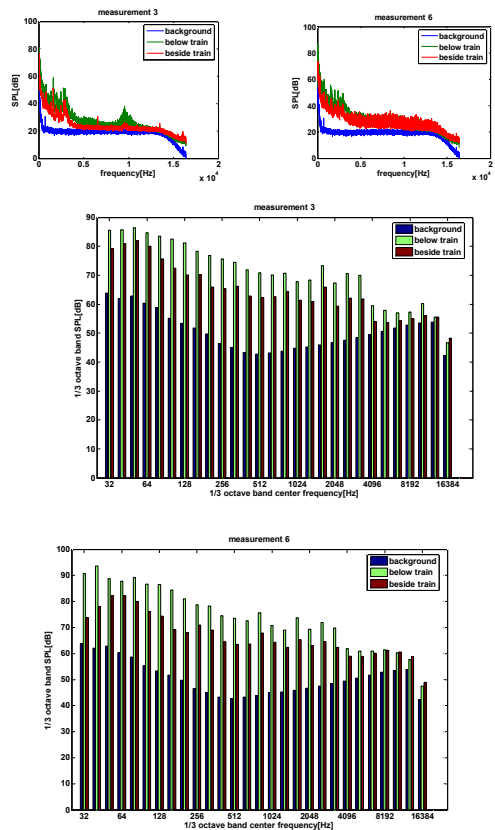 measurement 3
SPL[dB]
100
80
60
40
20
0
background
below train
beside train
0 0.5 1 1.5 2
frequency[Hz]
x 10^4
measurement 6
SPL[dB]
100
50
0
background
below train
beside train
0 0.5 1 1.5 2
frequency[Hz]
x 10^4
measurement 3
1/3 octave band SPL[dB]
90
80
70
60
50
40
30
20
10
0
background
below train
beside train
32 64 128 256 512 1024 2048 4096 8192 16384
1/3 octave band center frequency[Hz]
measurement 6
1/3 octave band SPL[dB]
100
90
80
70
60
50
40
30
20
10
0
background
below train
beside train
32 64 128 256 512 1024 2048 4096 8192 16384
1/3 octave band center frequency[Hz]